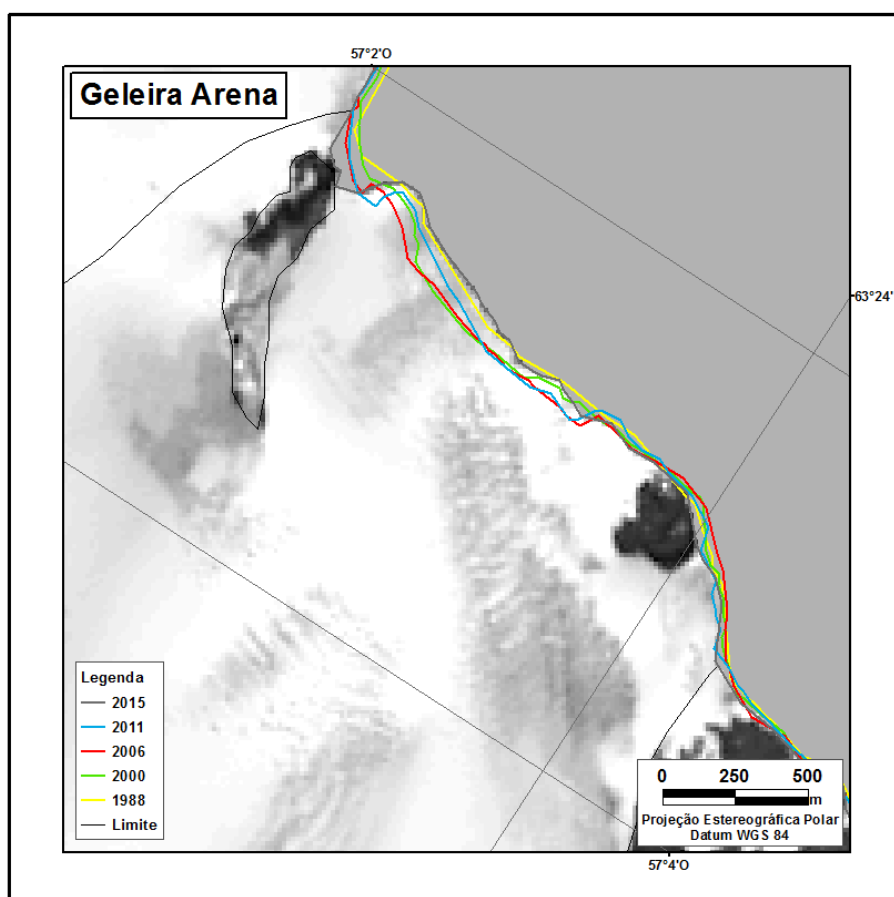 57°2'O
Geleira Arena
63°24'
Legenda
2015
2011
2006
2000
1988
Limite
0 250 500
m
Projeção Estereográfica Polar
Datum WGS 84
57°4'O